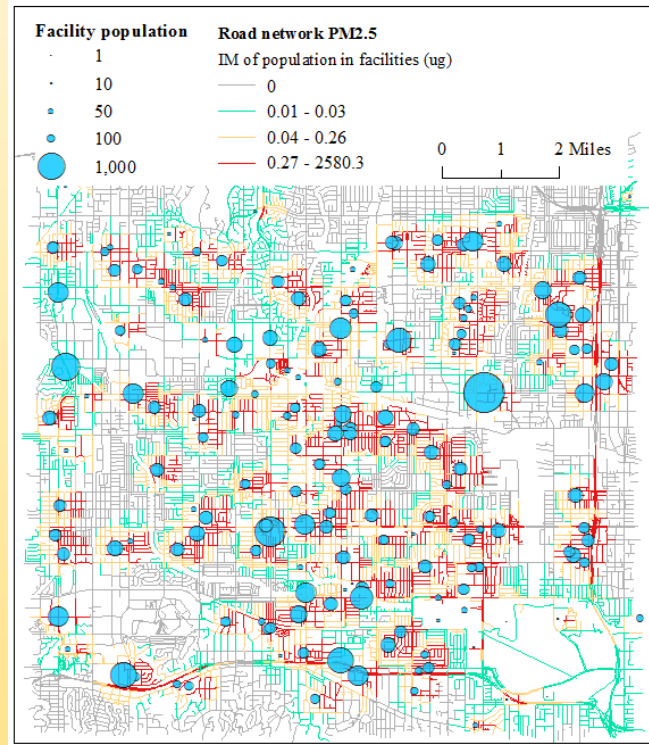 Facility population
1
10
50
100
1,000
Road network PM2.5
IM of population in facilities (ug)
0
0.01 - 0.03
0.04 - 0.26
0.27 - 2580.3
0 1 2 Miles